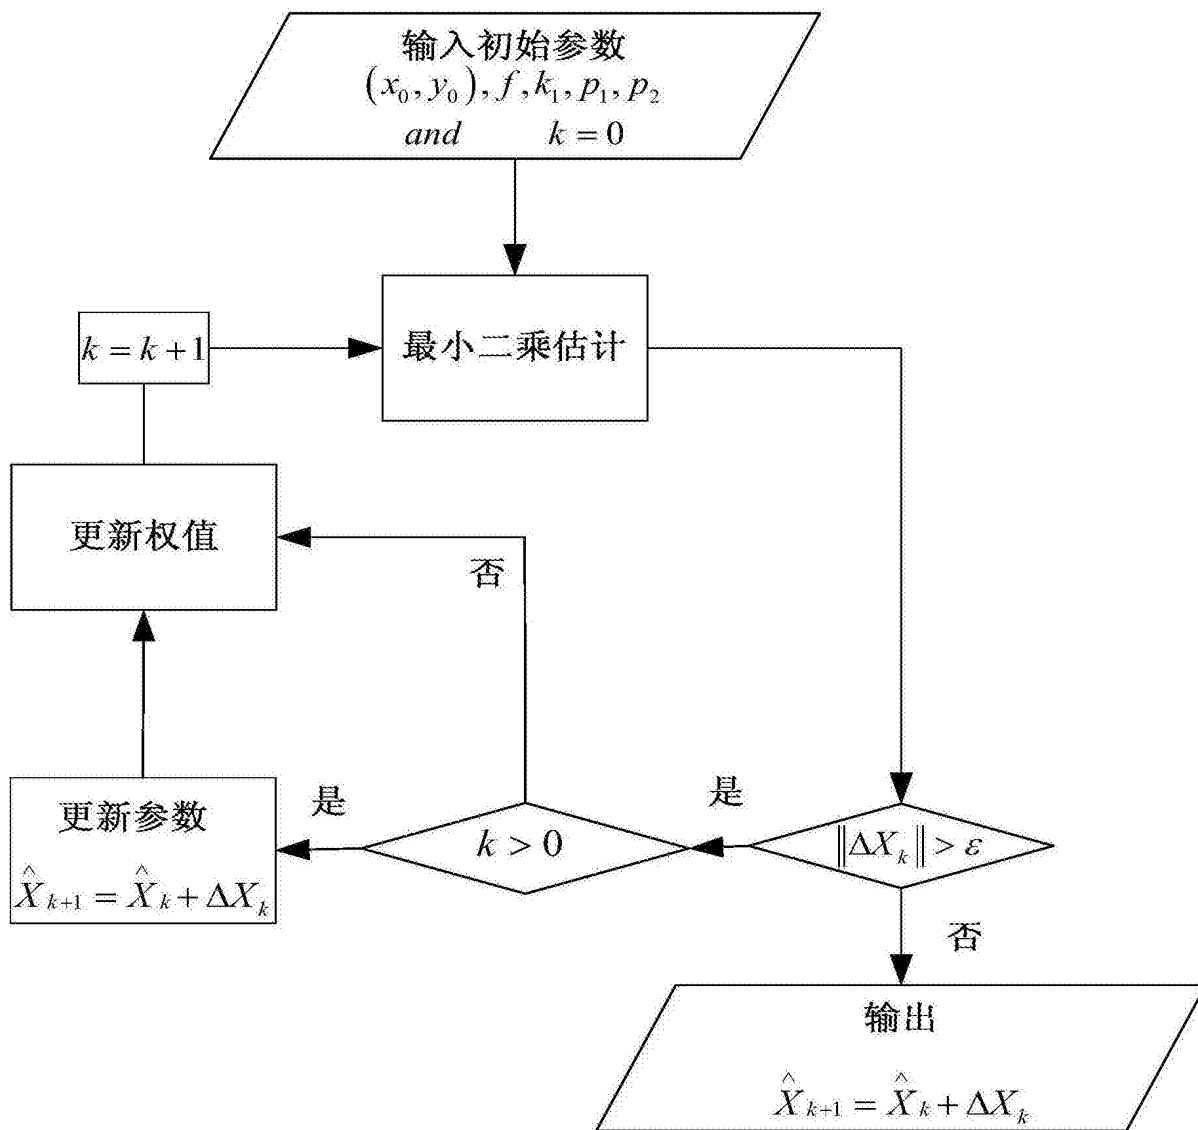 输入初始参数
(x₀, y₀), f, k₁, p₁, p₂
and k = 0
k = k + 1
最小二乘估计
更新权值
否
更新参数
X̂ₖ₊₁ = X̂ₖ + ΔXₖ
是
k > 0
是
‖ΔXₖ‖ > ε
否
输出
X̂ₖ₊₁ = X̂ₖ + ΔXₖ